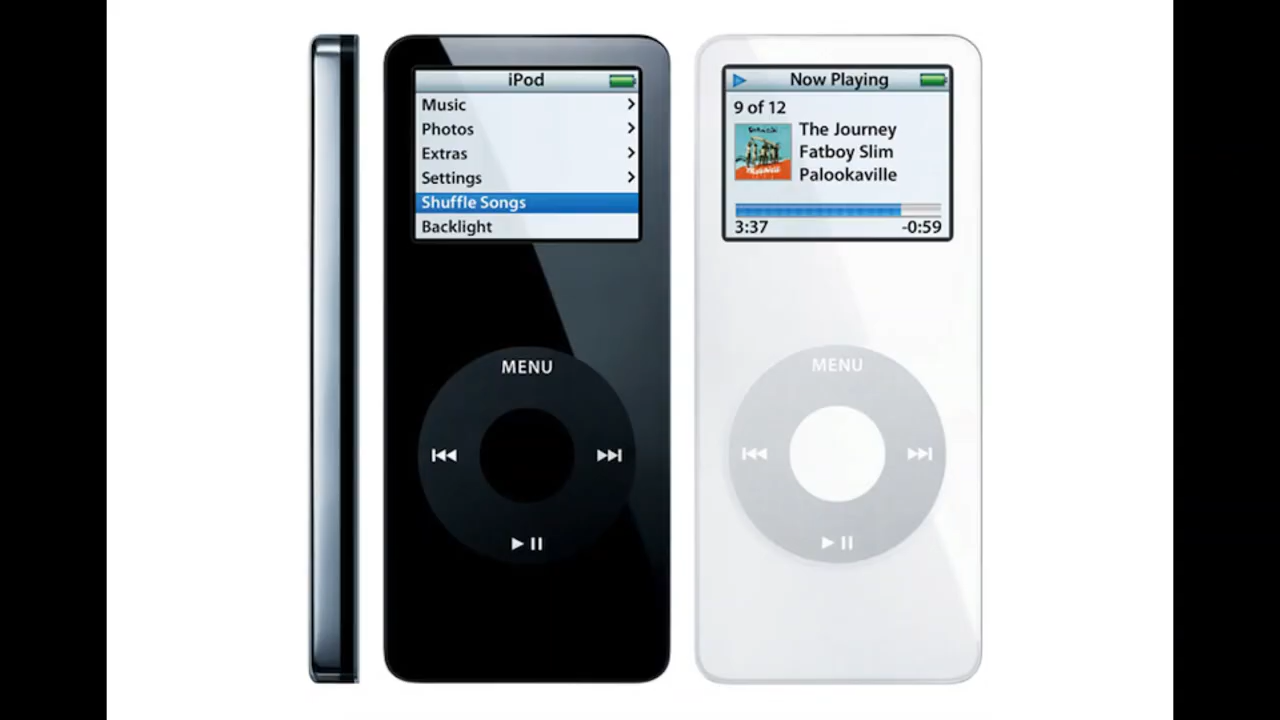 iPod
Music
Photos
Extras
Settings
Shuffle Songs
Backlight
MENU
Now Playing
9 of 12
The Journey
Fatboy Slim
Palookaville
3:37 -0:59
MENU